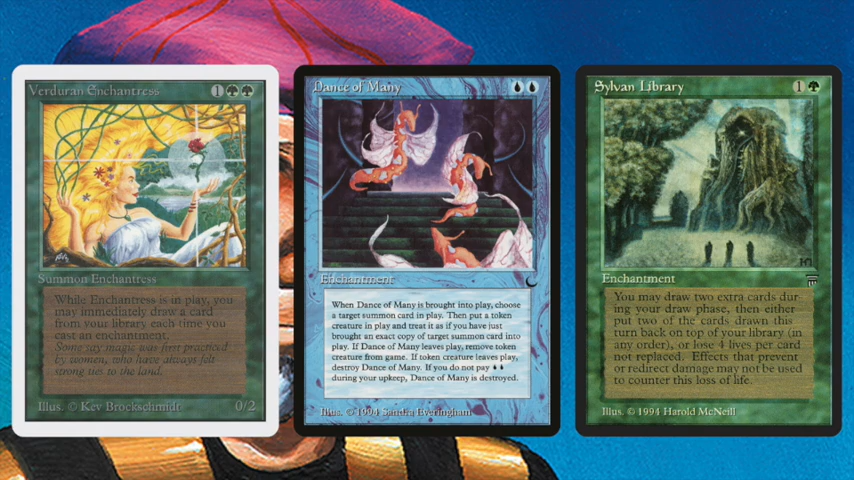 Verduran Enchantress
1
Summon Enchantress
While Enchantress is in play, you
may immediately draw a card
from your library each time you
cast an enchantment.
Some say magic was first practiced
by women, who have always felt
strong ties to the land.
Illus. © Kev Brockschmidt 0/2
Dance of Many
Enchantment
When Dance of Many is brought into play, choose
a target summon card in play. Then put a token
creature in play and treat it as if you have just
brought an exact copy of target summon card into
play. If Dance of Many leaves play, remove token
creature from game. If token creature leaves play,
destroy Dance of Many. If you do not pay
during your upkeep, Dance of Many is destroyed.
Illus. © 1994 Sandra Everingham
Sylvan Library
1
Enchantment
You may draw two extra cards dur-
ing your draw phase, then either
put two of the cards drawn this
turn back on top of your library (in
any order), or lose 4 lives per card
not replaced. Effects that prevent
or redirect damage may not be used
to counter this loss of life.
Illus. © 1994 Harold McNeill